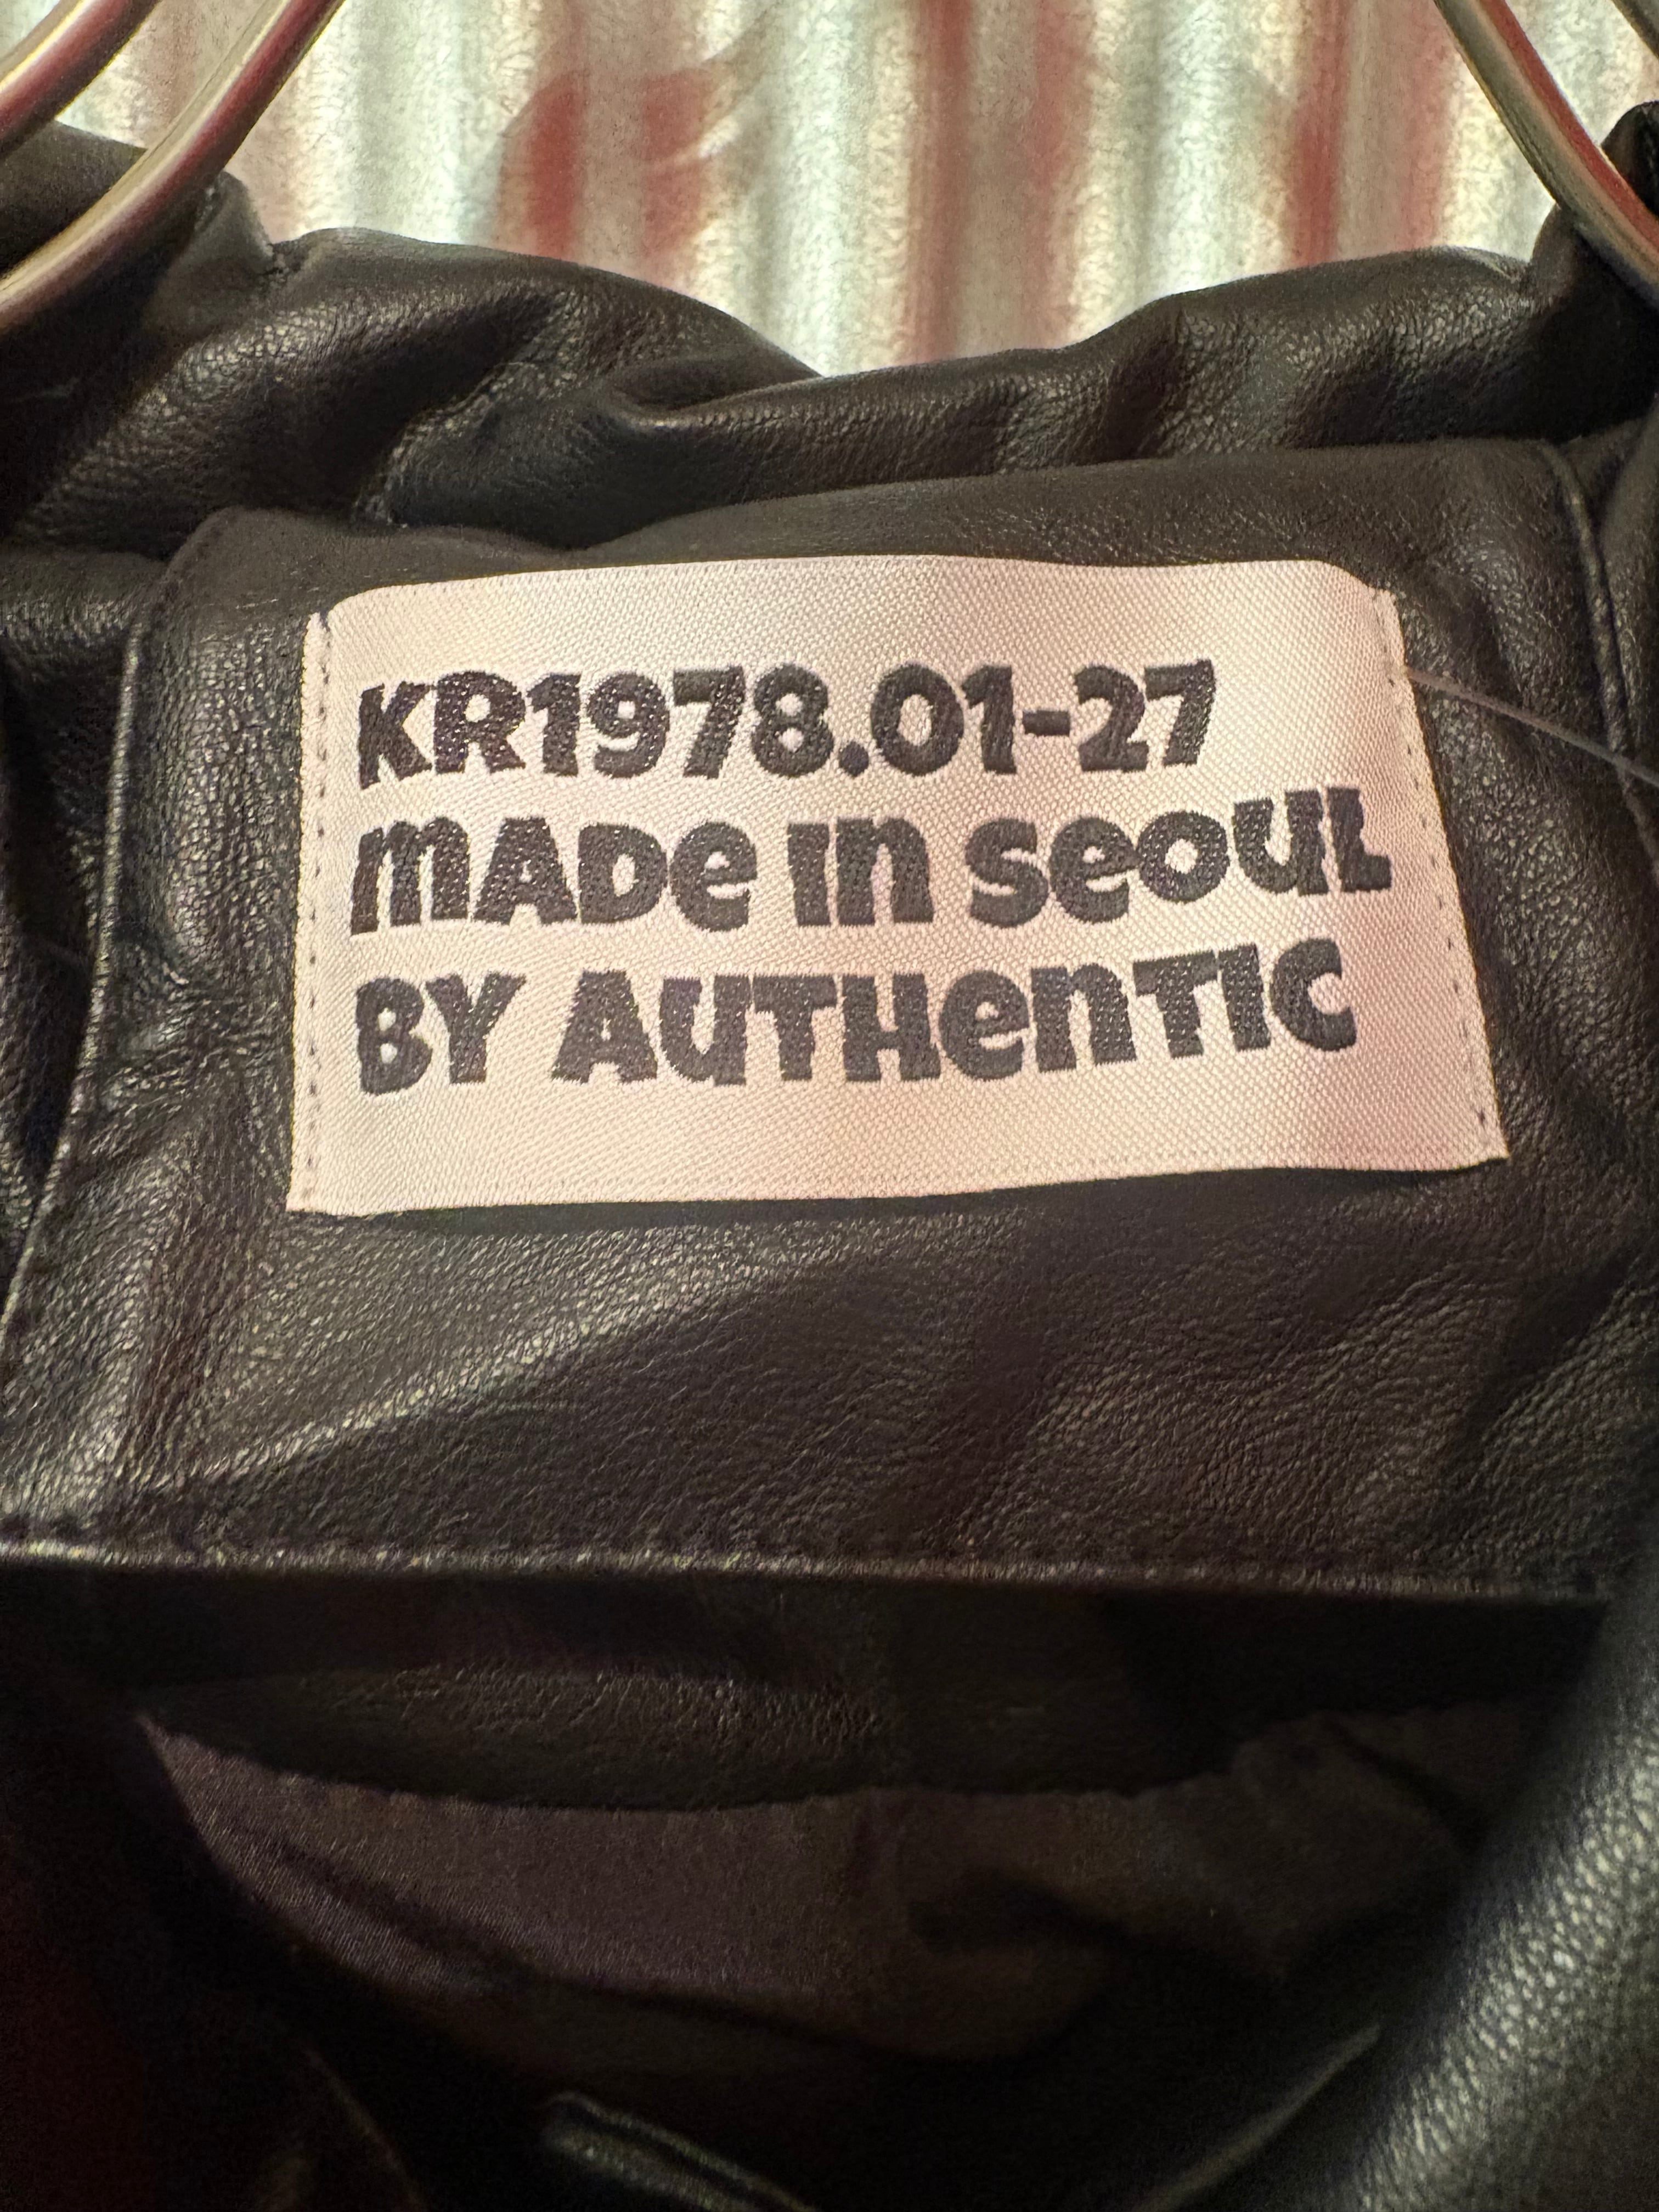 KR1978.01-27
MADe In SeOUL
BY AUTHenTIC